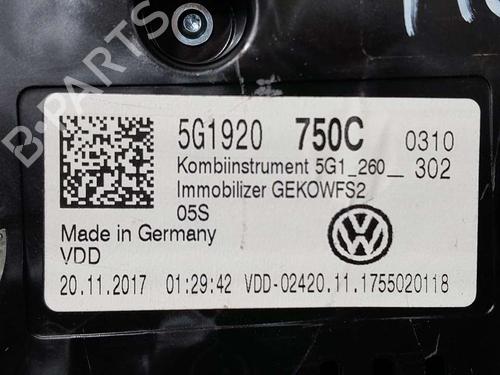 B-PARTS
5G1920 750C 0310
Kombiinstrument 5G1_260__ 302
Immobilizer GEKOWFS2
05S
Made in Germany
VDD
20.11.2017 01:29:42 VDD-02420.11.1755020118